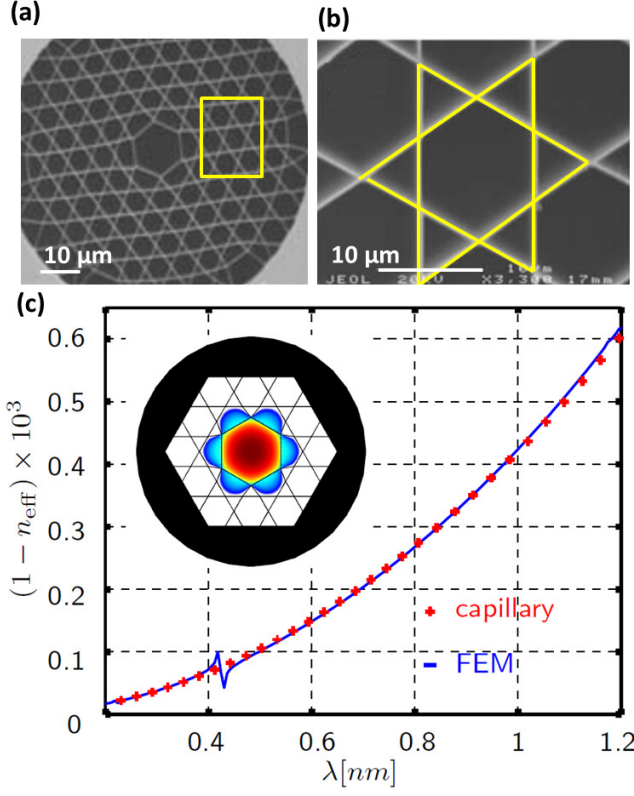 (a)
(b)
10 μm
10 μm
JEOL 20KV X3,300 17mm
(c)
0.6
0.5
0.4
0.3
0.2
0.1
0
0.4
0.6
0.8
1
1.2
(1 − n_eff) × 10^3
capillary
FEM
λ[nm]